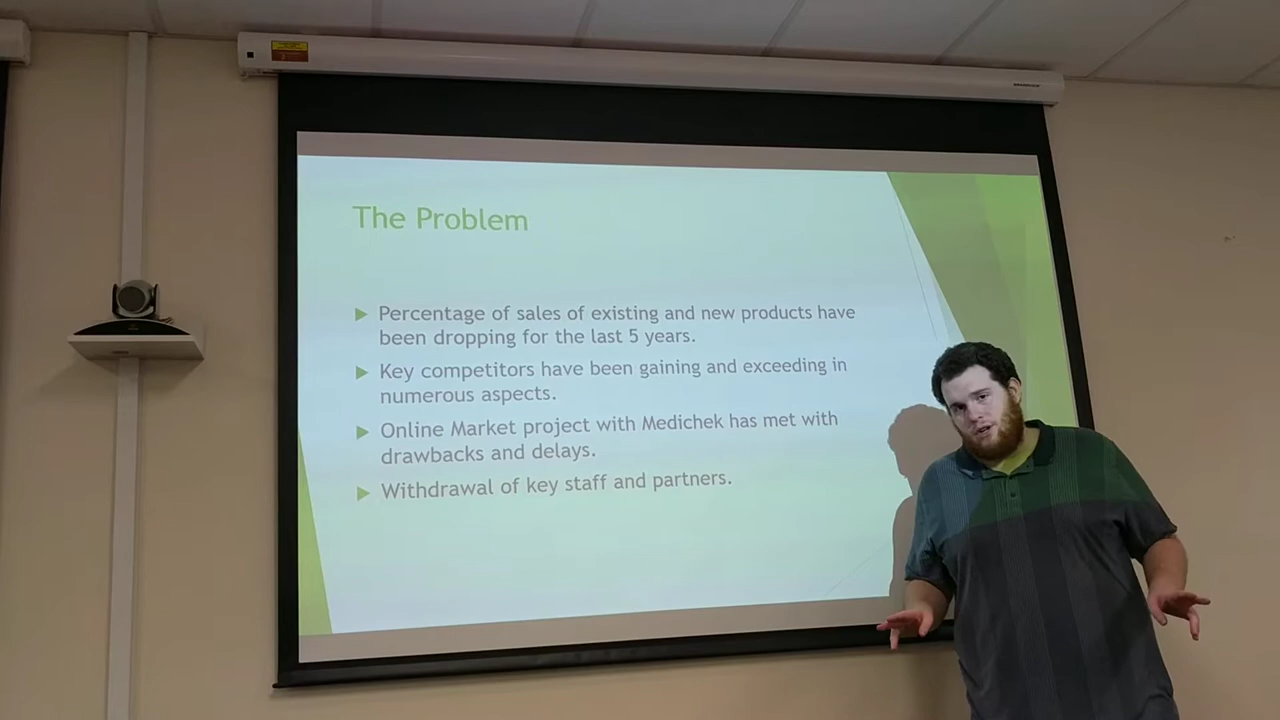 The Problem
Percentage of sales of existing and new products have
been dropping for the last 5 years.
Key competitors have been gaining and exceeding in
numerous aspects.
Online Market project with Medichek has met with
drawbacks and delays.
Withdrawal of key staff and partners.